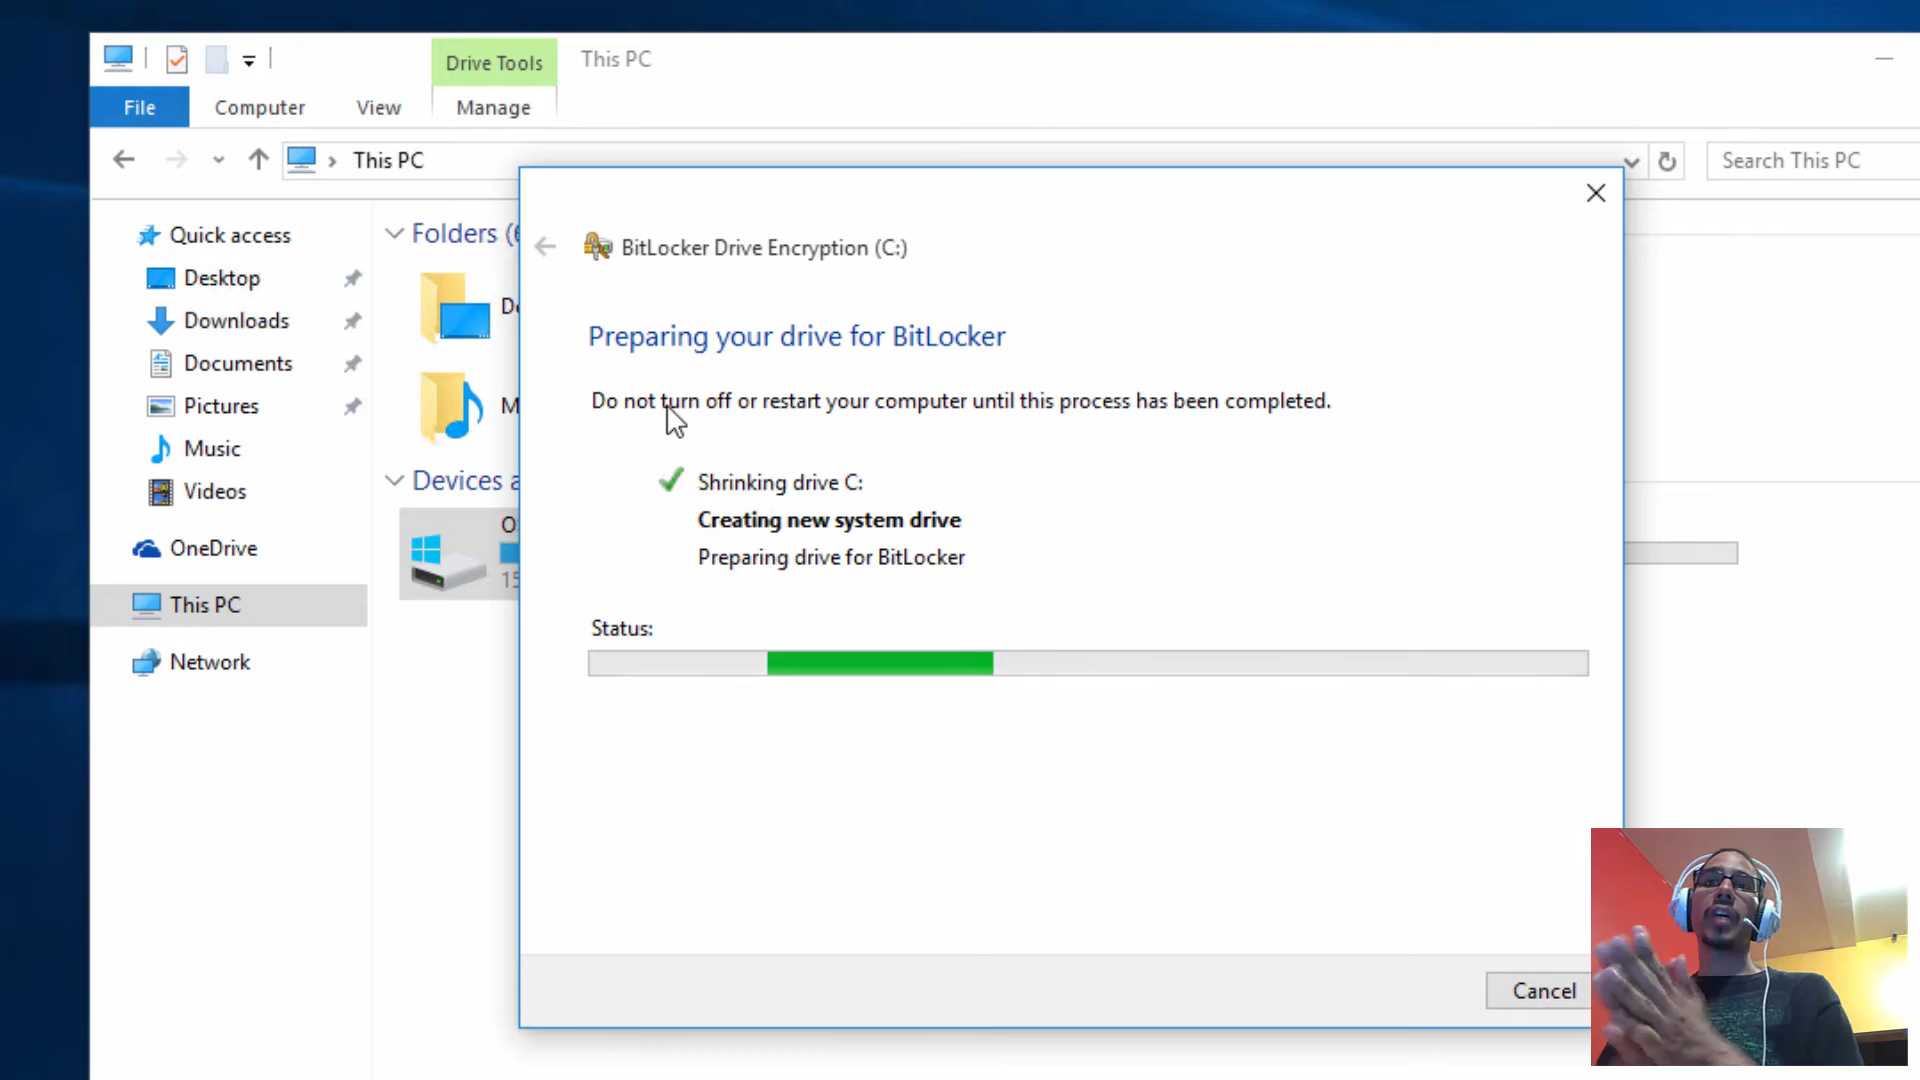 Drive Tools
This PC
File
Computer
View
Manage
This PC
Search This PC
Quick access
Desktop
Downloads
Documents
Pictures
Music
Videos
OneDrive
This PC
Network
Folders (
Devices
BitLocker Drive Encryption (C:)
Preparing your drive for BitLocker
Do not turn off or restart your computer until this process has been completed.
Shrinking drive C:
Creating new system drive
Preparing drive for BitLocker
Status:
Cancel